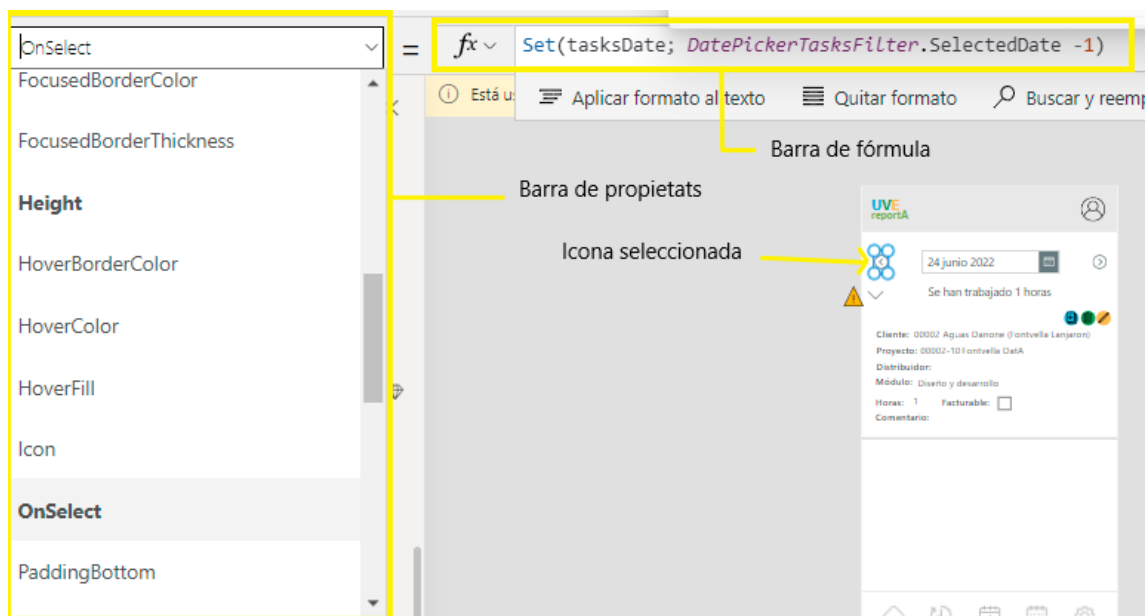 OnSelect
=
fx
Set(tasksDate; DatePickerTasksFilter.SelectedDate -1)
FocusedBorderColor
FocusedBorderThickness
Height
HoverBorderColor
HoverColor
HoverFill
Icon
OnSelect
PaddingBottom
Está u
Aplicar formato al texto
Quitar formato
Buscar y reemp
Barra de fórmula
Barra de propietats
Icona seleccionada
UVE
reportA
24 junio 2022
Se han trabajado 1 horas
Cliente: 00002 Aguas Danone (Fontvella Lanjaron)
Proyecto: 00002-10 Fontvella DatA
Distribuidor:
Módulo: Diseño y desarrollo
Horas: 1 Facturable:
Comentario: